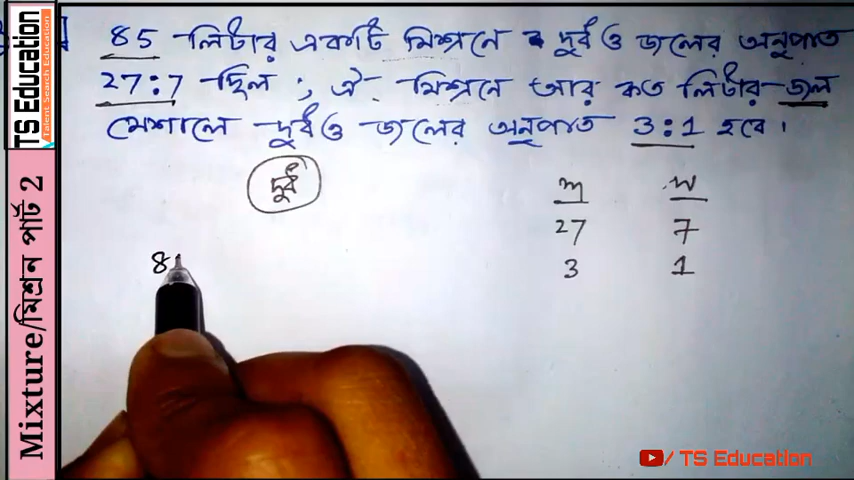 85 লিটার একটি মিশ্রনে দুধ ও জলের অনুপাত
27:7 ছিল ; ঐ মিশ্রনে আর কত লিটার জল
মেশালে দুধ ও জলের অনুপাত 3:1 হবে।
দুধ
27 7
3 1
8
TS Education
Talent Search Education
Mixture/মিশ্রন পার্ট 2
/ TS Education